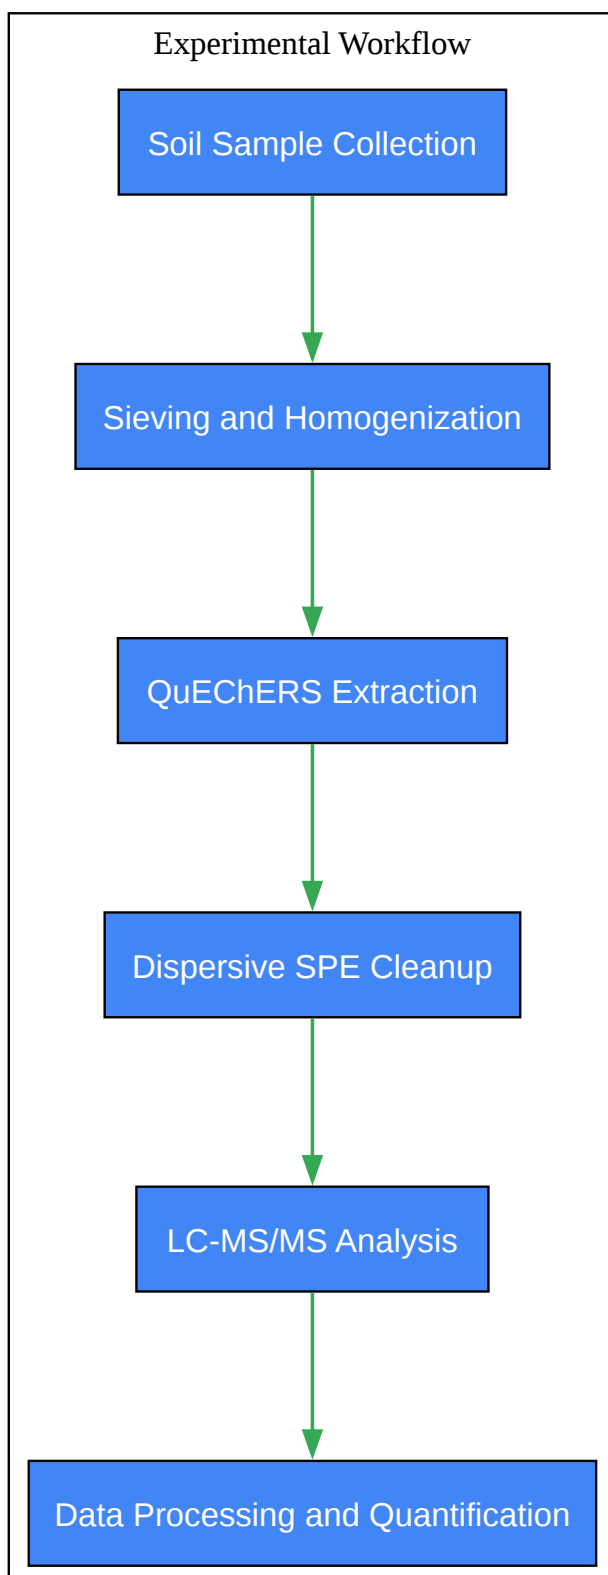 Experimental Workflow
Soil Sample Collection
Sieving and Homogenization
QuEChERS Extraction
Dispersive SPE Cleanup
LC-MS/MS Analysis
Data Processing and Quantification